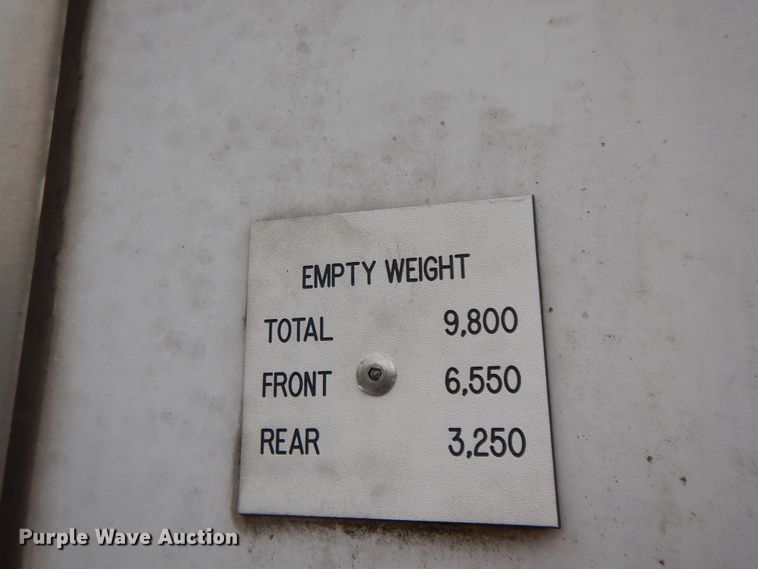 EMPTY WEIGHT
TOTAL 9,800
FRONT 6,550
REAR 3,250
Purple Wave Auction